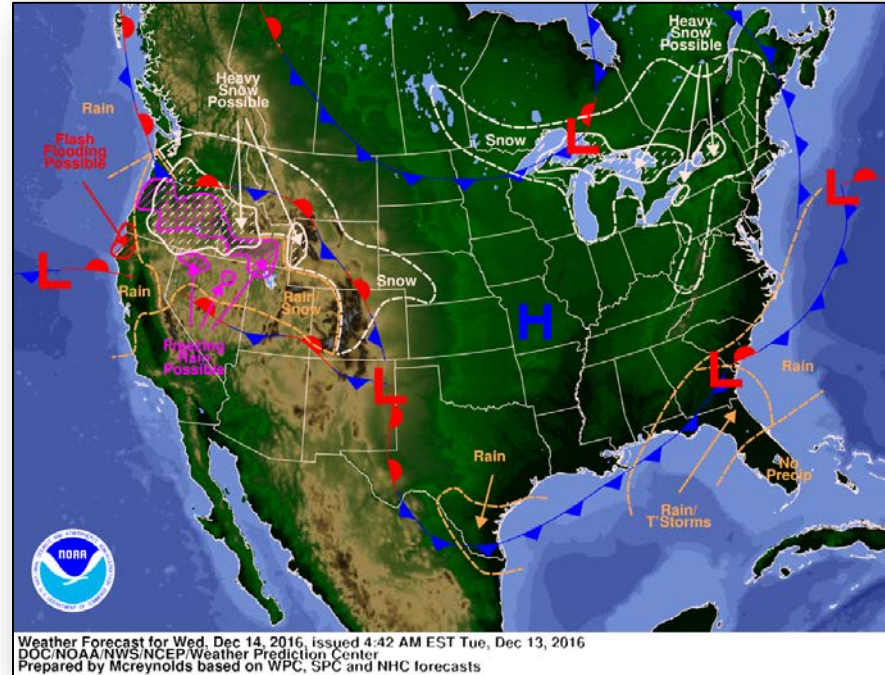 Heavy
Snow
Possible
Rain
Heavy
Snow
Possible
Flash
Flooding
Possible
Snow
L
L
L
Snow
Rain
Rain/
Snow
H
Freezing
Rain
Possible
L
L
Rain
Rain
No
Precip
Rain/
T'Storms
NOAA
Weather Forecast for Wed, Dec 14, 2016, issued 4:42 AM EST Tue, Dec 13, 2016
DOC/NOAA/NWS/NCEP/Weather Prediction Center
Prepared by Mcreynolds based on WPC, SPC and NHC forecasts